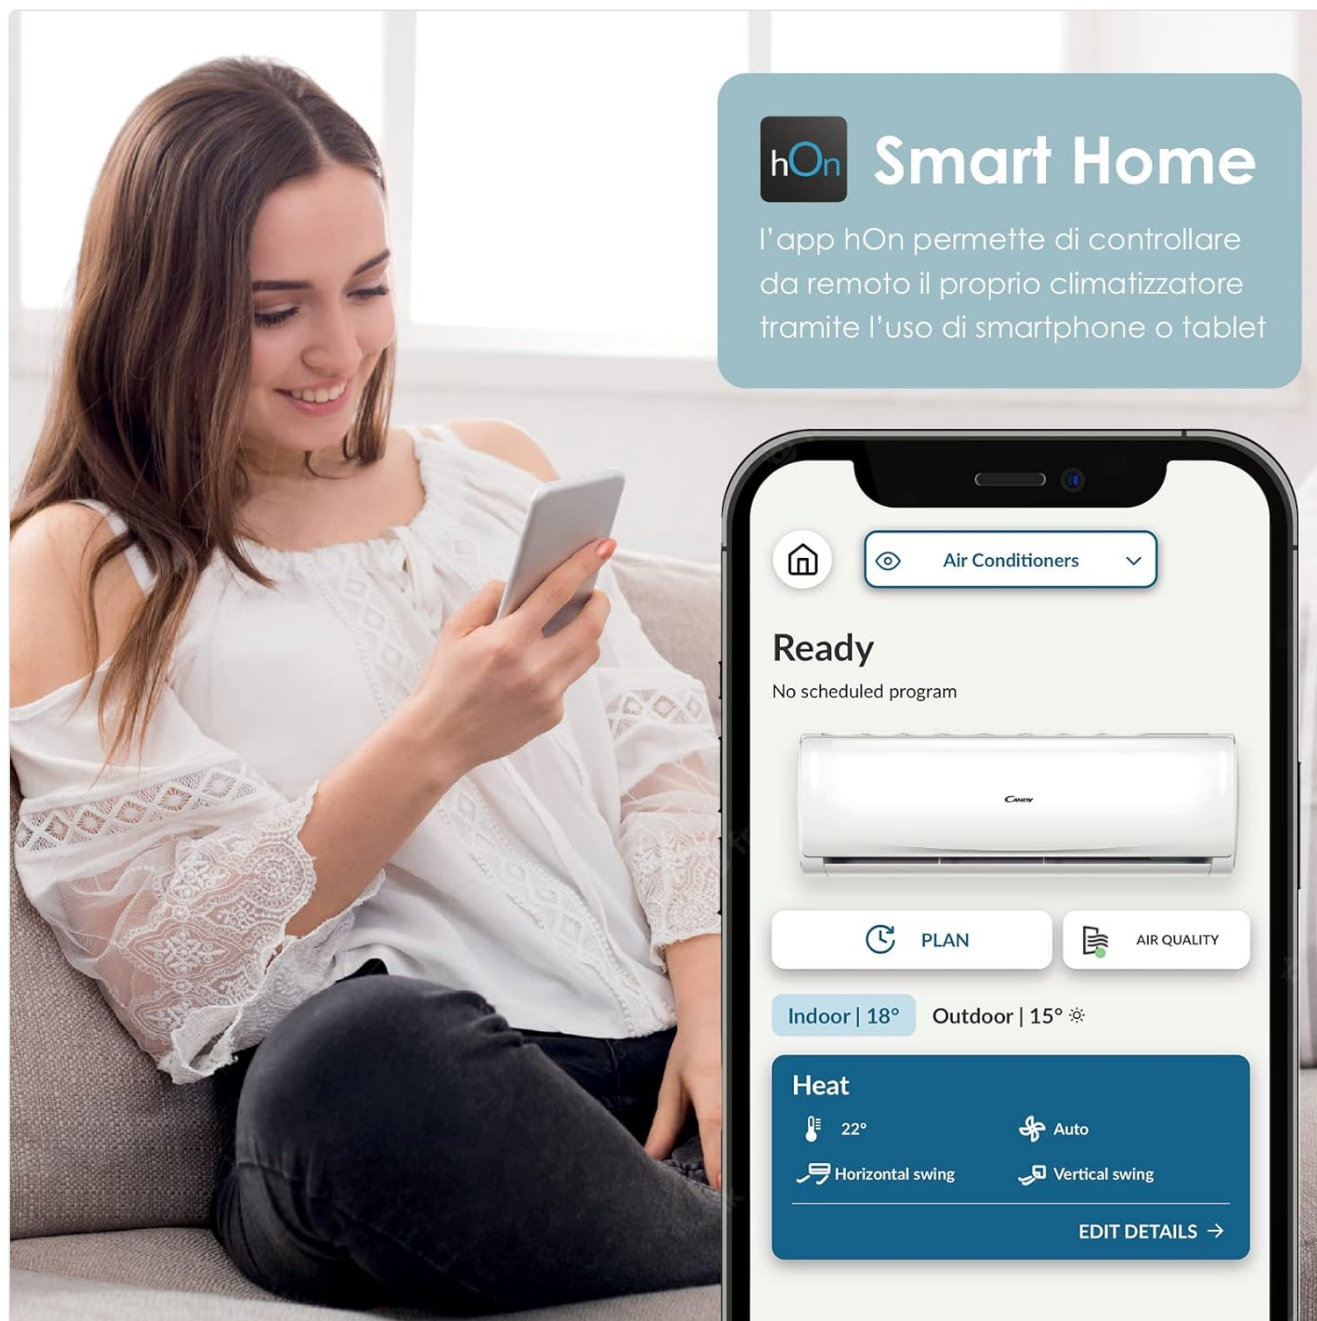 hOn Smart Home
l'app hOn permette di controllare
da remoto il proprio climatizzatore
tramite l'uso di smartphone o tablet
Air Conditioners
Ready
No scheduled program
CANDY
PLAN
AIR QUALITY
Indoor | 18° Outdoor | 15°
Heat
22° Auto
Horizontal swing Vertical swing
EDIT DETAILS →